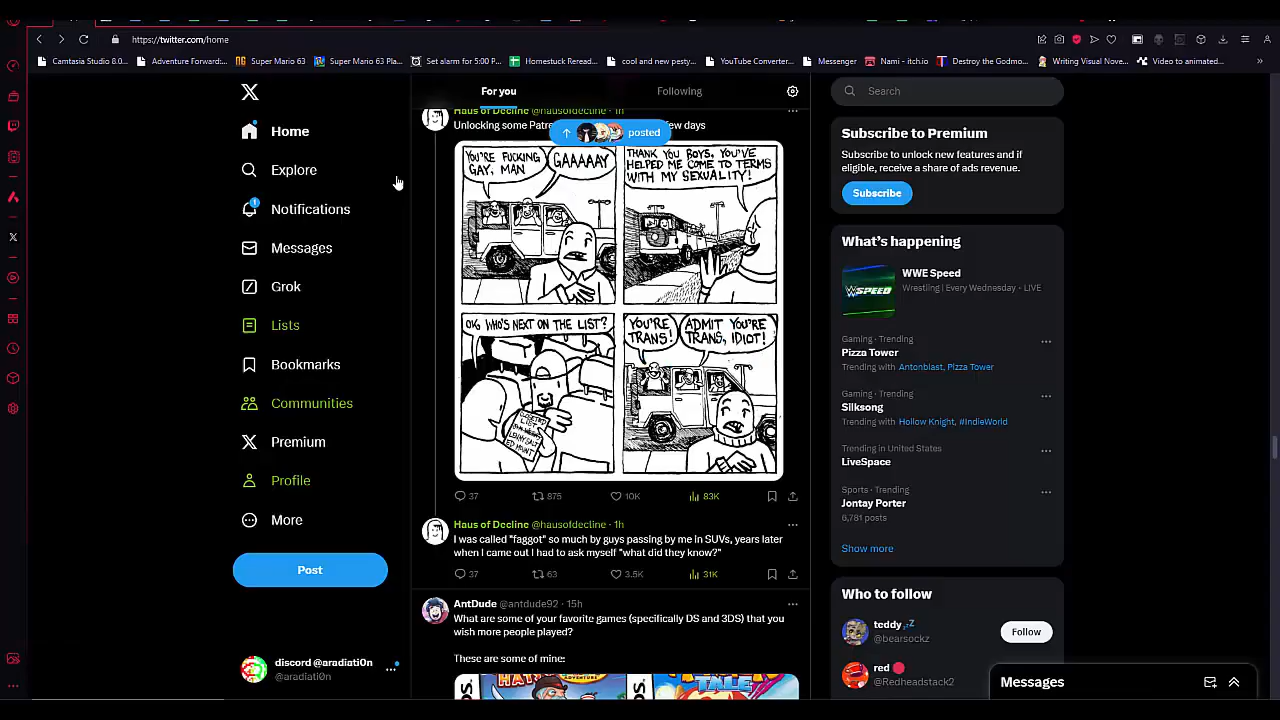 https://twitter.com/home
Camtasia Studio 8.0...
Adventure Forward:...
Super Mario 63
Super Mario 63 Pla...
Set alarm for 5:00 P...
Homestuck Reread...
cool and new pesty...
YouTube Converter...
Messenger
Nami - itch.io
Destroy the Godmo...
Writing Visual Nove...
Video to animated...
Home
Explore
Notifications
1
Messages
Grok
Lists
Bookmarks
Communities
Premium
Profile
More
Post
discord @aradiati0n
@aradiati0n
For you
Following
Haus of Decline @hausofdecline · 1h
Unlocking some Patre
few days
posted
YOU'RE FUCKING
GAY, MAN
GAAAAAY
THANK YOU BOYS, YOU'VE
HELPED ME COME TO TERMS
WITH MY SEXUALITY!
OK, WHO'S NEXT ON THE LIST?
YOU'RE
TRANS!
ADMIT YOU'RE
TRANS, IDIOT!
37
875
10K
83K
Haus of Decline @hausofdecline · 1h
I was called "faggot" so much by guys passing by me in SUVs, years later
when I came out I had to ask myself "what did they know?"
37
63
3.5K
31K
AntDude @antdude92 · 15h
What are some of your favorite games (specifically DS and 3DS) that you
wish more people played?
These are some of mine:
Search
Subscribe to Premium
Subscribe to unlock new features and if
eligible, receive a share of ads revenue.
Subscribe
What's happening
WWE Speed
Wrestling | Every Wednesday · LIVE
SPEED
Gaming · Trending
Pizza Tower
Trending with Antonblast, Pizza Tower
Gaming · Trending
Silksong
Trending with Hollow Knight, #IndieWorld
Trending in United States
LiveSpace
Sports · Trending
Jontay Porter
6,781 posts
Show more
Who to follow
teddy
@bearsockz
Follow
red
@Redheadstack2
Messages